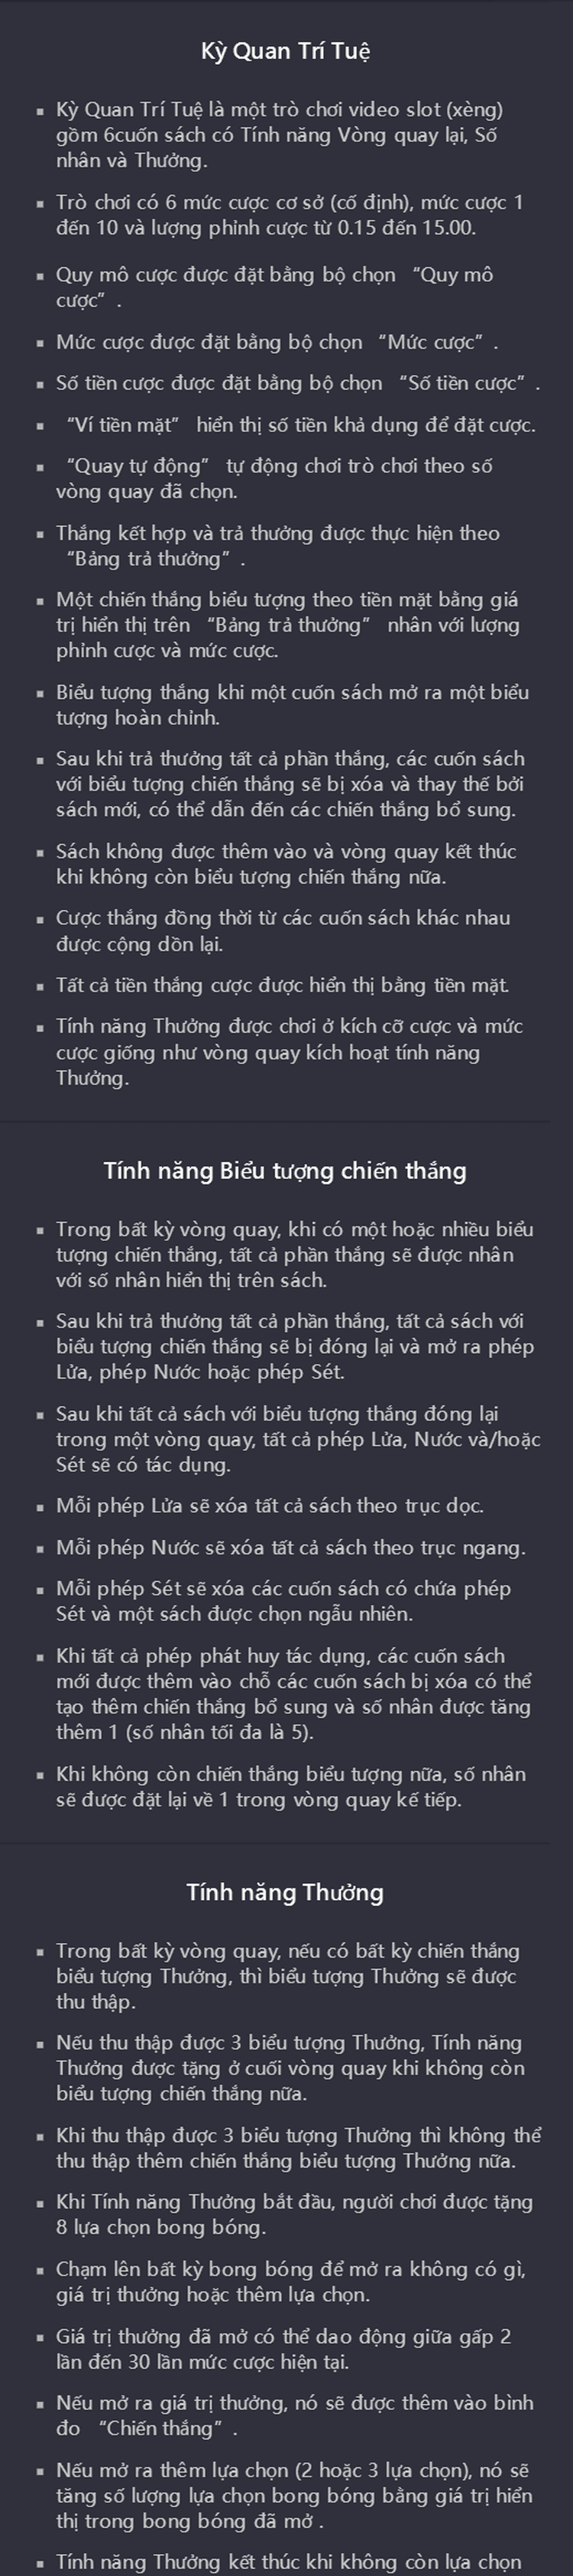 Kỳ Quan Trí Tuệ
Kỳ Quan Trí Tuệ là một trò chơi video slot (xèng)
gồm 6cuốn sách có Tính năng Vòng quay lại, Số
nhân và Thưởng.
Trò chơi có 6 mức cược cơ sở (cố định), mức cược 1
đến 10 và lượng phỉnh cược từ 0.15 đến 15.00.
Quy mô cược được đặt bằng bộ chọn “Quy mô
cược” .
Mức cược được đặt bằng bộ chọn “Mức cược” .
Số tiền cược được đặt bằng bộ chọn “Số tiền cược” .
“Ví tiền mặt” hiển thị số tiền khả dụng để đặt cược.
“Quay tự động” tự động chơi trò chơi theo số
vòng quay đã chọn.
Thắng kết hợp và trả thưởng được thực hiện theo
“Bảng trả thưởng” .
Một chiến thắng biểu tượng theo tiền mặt bằng giá
trị hiển thị trên “Bảng trả thưởng” nhân với lượng
phỉnh cược và mức cược.
Biểu tượng thắng khi một cuốn sách mở ra một biểu
tượng hoàn chỉnh.
Sau khi trả thưởng tất cả phần thắng, các cuốn sách
với biểu tượng chiến thắng sẽ bị xóa và thay thế bởi
sách mới, có thể dẫn đến các chiến thắng bổ sung.
Sách không được thêm vào và vòng quay kết thúc
khi không còn biểu tượng chiến thắng nữa.
Cược thắng đồng thời từ các cuốn sách khác nhau
được cộng dồn lại.
Tất cả tiền thắng cược được hiển thị bằng tiền mặt.
Tính năng Thưởng được chơi ở kích cỡ cược và mức
cược giống như vòng quay kích hoạt tính năng
Thưởng.
Tính năng Biểu tượng chiến thắng
Trong bất kỳ vòng quay, khi có một hoặc nhiều biểu
tượng chiến thắng, tất cả phần thắng sẽ được nhân
với số nhân hiển thị trên sách.
Sau khi trả thưởng tất cả phần thắng, tất cả sách với
biểu tượng chiến thắng sẽ bị đóng lại và mở ra phép
Lửa, phép Nước hoặc phép Sét.
Sau khi tất cả sách với biểu tượng thắng đóng lại
trong một vòng quay, tất cả phép Lửa, Nước và/hoặc
Sét sẽ có tác dụng.
Mỗi phép Lửa sẽ xóa tất cả sách theo trục dọc.
Mỗi phép Nước sẽ xóa tất cả sách theo trục ngang.
Mỗi phép Sét sẽ xóa các cuốn sách có chứa phép
Sét và một sách được chọn ngẫu nhiên.
Khi tất cả phép phát huy tác dụng, các cuốn sách
mới được thêm vào chỗ các cuốn sách bị xóa có thể
tạo thêm chiến thắng bổ sung và số nhân được tăng
thêm 1 (số nhân tối đa là 5).
Khi không còn chiến thắng biểu tượng nữa, số nhân
sẽ được đặt lại về 1 trong vòng quay kế tiếp.
Tính năng Thưởng
Trong bất kỳ vòng quay, nếu có bất kỳ chiến thắng
biểu tượng Thưởng, thì biểu tượng Thưởng sẽ được
thu thập.
Nếu thu thập được 3 biểu tượng Thưởng, Tính năng
Thưởng được tặng ở cuối vòng quay khi không còn
biểu tượng chiến thắng nữa.
Khi thu thập được 3 biểu tượng Thưởng thì không thể
thu thập thêm chiến thắng biểu tượng Thưởng nữa.
Khi Tính năng Thưởng bắt đầu, người chơi được tặng
8 lựa chọn bong bóng.
Chạm lên bất kỳ bong bóng để mở ra không có gì,
giá trị thưởng hoặc thêm lựa chọn.
Giá trị thưởng đã mở có thể dao động giữa gấp 2
lần đến 30 lần mức cược hiện tại.
Nếu mở ra giá trị thưởng, nó sẽ được thêm vào bình
đo “Chiến thắng” .
Nếu mở ra thêm lựa chọn (2 hoặc 3 lựa chọn), nó sẽ
tăng số lượng lựa chọn bong bóng bằng giá trị hiển
thị trong bong bóng đã mở .
Tính năng Thưởng kết thúc khi không còn lựa chọn